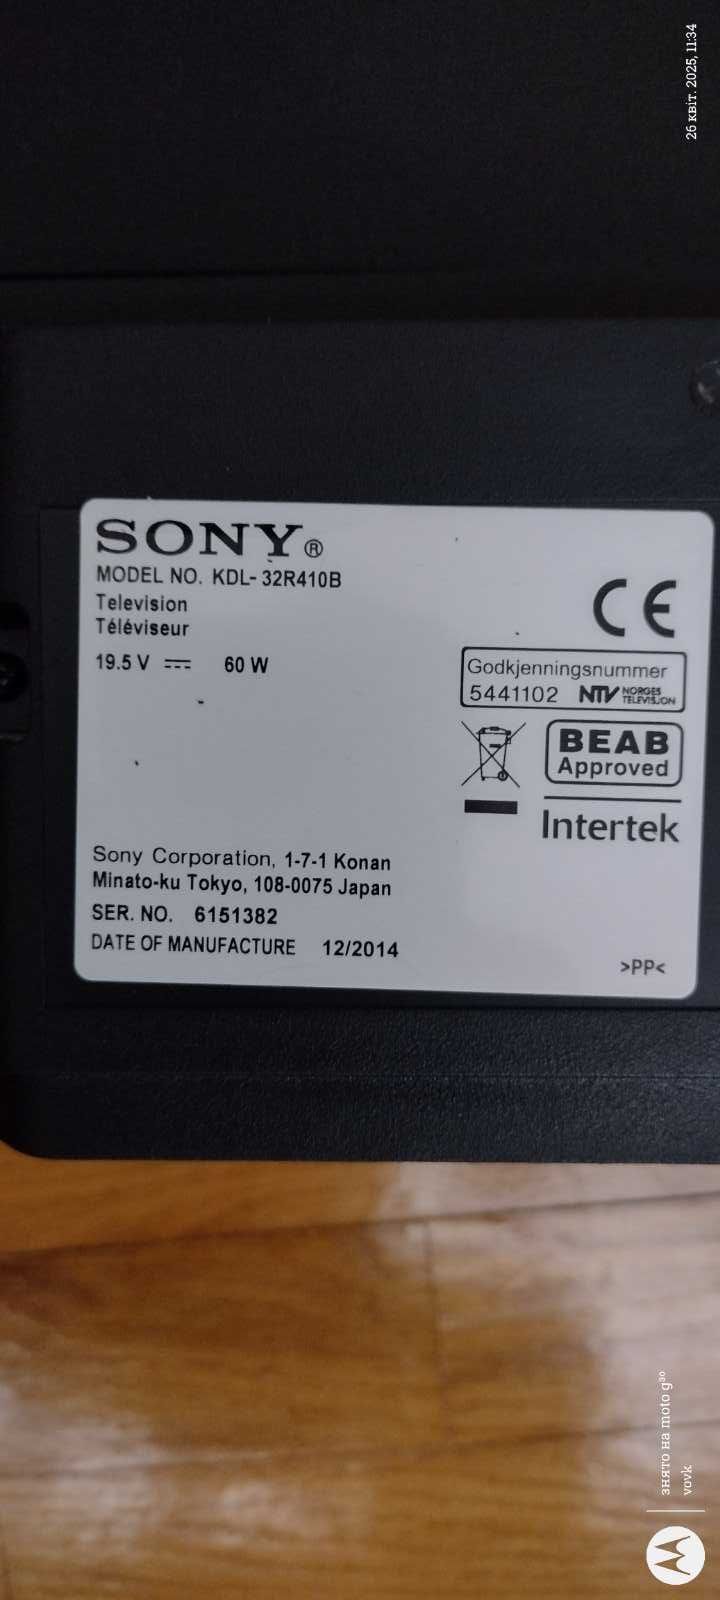 SONY®
MODEL NO. KDL-32R410B
Television
Téléviseur
19.5 V 60 W
CE
Godkjenningsnummer
5441102 NTV NORGES TELEVISJON
BEAB
Approved
Intertek
Sony Corporation, 1-7-1 Konan
Minato-ku Tokyo, 108-0075 Japan
SER. NO. 6151382
DATE OF MANUFACTURE 12/2014
>PP<
26 квіт. 2025, 11:34
знято на moto g³⁰
vovk